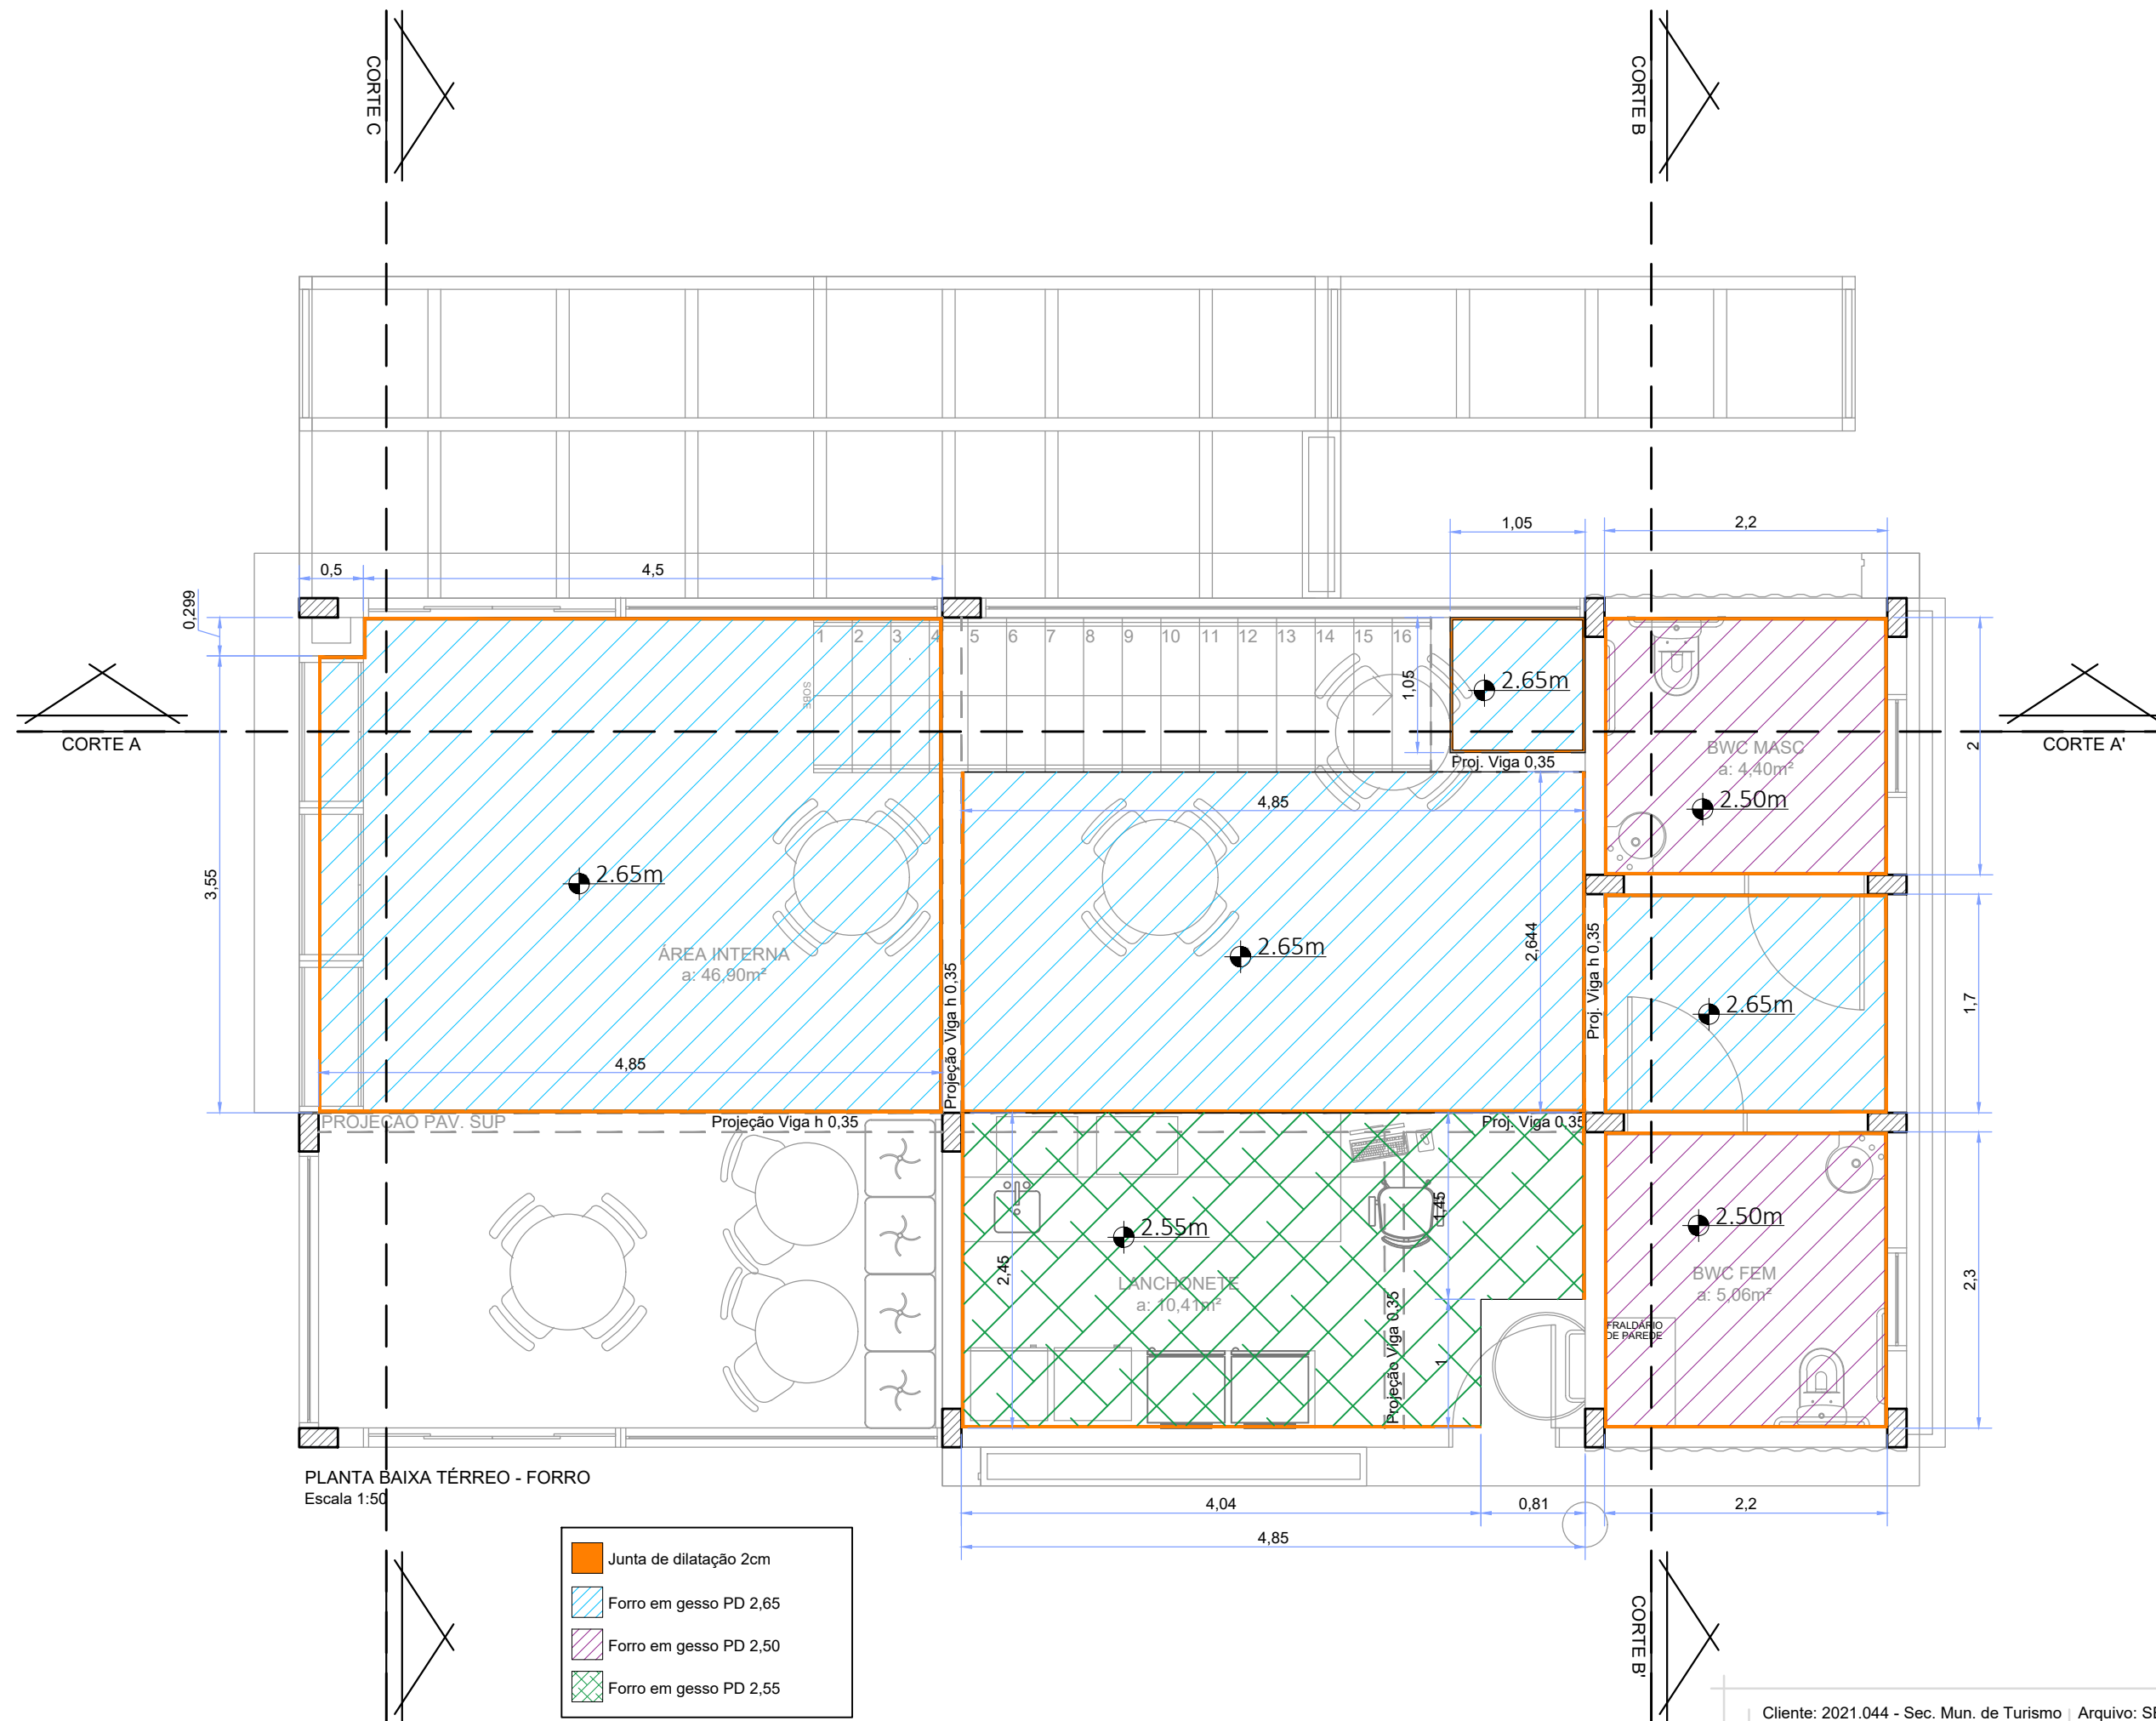 CORTE C
CORTE B
1,05
2,2
0,5
4,5
0,299
1
2
3
4
5
6
7
8
9
10
11
12
13
14
15
16
SOBE
1,05
2.65m
CORTE A
CORTE A'
BWC MASC
a: 4,40m²
2
Proj. Viga 0,35
2.50m
4,85
3,55
2.65m
2.65m
2,644
ÁREA INTERNA
a: 46,90m²
Projeção Viga h 0,35
Proj. Viga h 0,35
2.65m
1,7
4,85
PROJEÇÃO PAV. SUP
Projeção Viga h 0,35
Proj. Viga 0,35
1,45
2.55m
2.50m
2,45
LANCHONETE
a: 10,41m²
BWC FEM
a: 5,06m²
2,3
FRALDÁRIO
DE PAREDE
Projeção Viga 0,35
1
PLANTA BAIXA TÉRREO - FORRO
Escala 1:50
4,04
0,81
2,2
4,85
Junta de dilatação 2cm
Forro em gesso PD 2,65
Forro em gesso PD 2,50
Forro em gesso PD 2,55
CORTE B'
Cliente: 2021.044 - Sec. Mun. de Turismo | Arquivo: